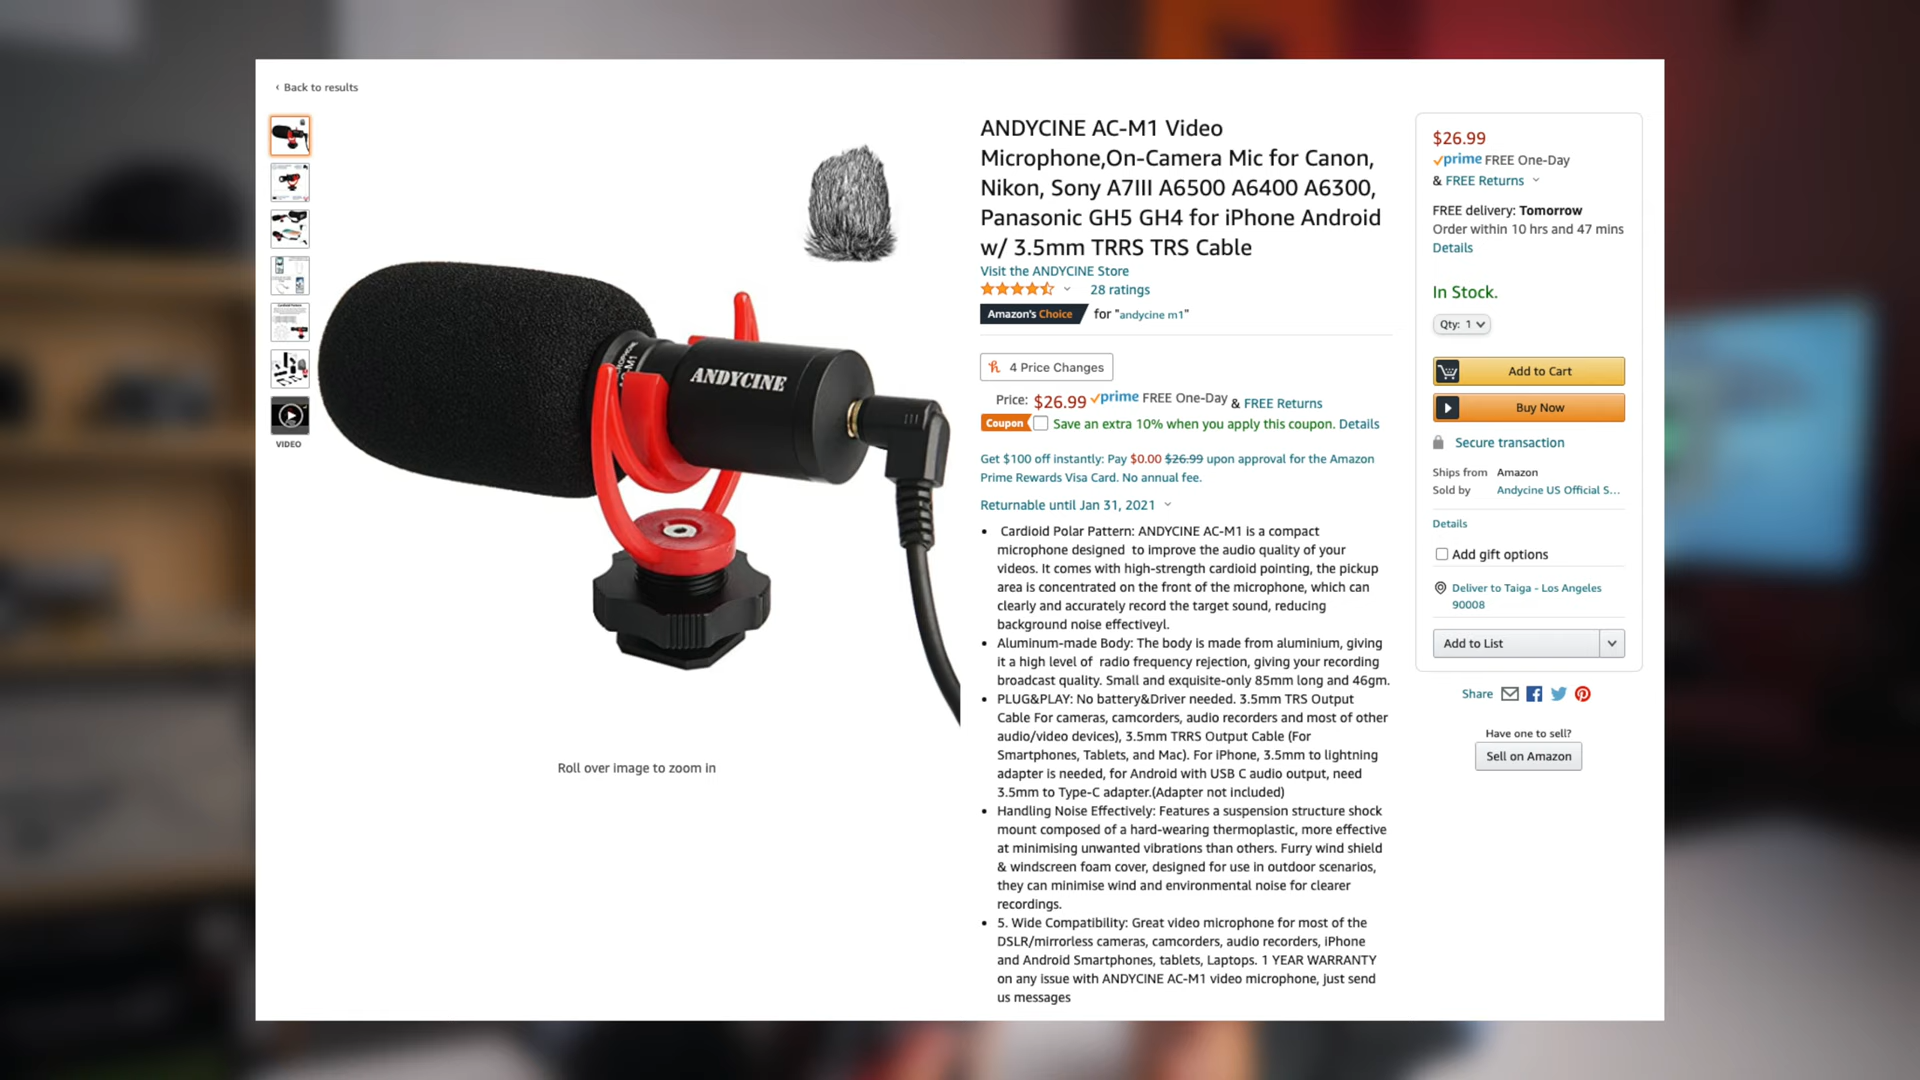 ‹ Back to results
VIDEO
ANDYCINE
Roll over image to zoom in
ANDYCINE AC-M1 Video
Microphone,On-Camera Mic for Canon,
Nikon, Sony A7III A6500 A6400 A6300,
Panasonic GH5 GH4 for iPhone Android
w/ 3.5mm TRRS TRS Cable
Visit the ANDYCINE Store
28 ratings
Amazon's Choice for "andycine m1"
4 Price Changes
Price: $26.99 prime FREE One-Day & FREE Returns
Coupon Save an extra 10% when you apply this coupon. Details
Get $100 off instantly: Pay $0.00 $26.99 upon approval for the Amazon
Prime Rewards Visa Card. No annual fee.
Returnable until Jan 31, 2021
• Cardioid Polar Pattern: ANDYCINE AC-M1 is a compact
microphone designed to improve the audio quality of your
videos. It comes with high-strength cardioid pointing, the pickup
area is concentrated on the front of the microphone, which can
clearly and accurately record the target sound, reducing
background noise effectiveyl.
• Aluminum-made Body: The body is made from aluminium, giving
it a high level of radio frequency rejection, giving your recording
broadcast quality. Small and exquisite-only 85mm long and 46gm.
• PLUG&PLAY: No battery&Driver needed. 3.5mm TRS Output
Cable For cameras, camcorders, audio recorders and most of other
audio/video devices), 3.5mm TRRS Output Cable (For
Smartphones, Tablets, and Mac). For iPhone, 3.5mm to lightning
adapter is needed, for Android with USB C audio output, need
3.5mm to Type-C adapter.(Adapter not included)
• Handling Noise Effectively: Features a suspension structure shock
mount composed of a hard-wearing thermoplastic, more effective
at minimising unwanted vibrations than others. Furry wind shield
& windscreen foam cover, designed for use in outdoor scenarios,
they can minimise wind and environmental noise for clearer
recordings.
• 5. Wide Compatibility: Great video microphone for most of the
DSLR/mirrorless cameras, camcorders, audio recorders, iPhone
and Android Smartphones, tablets, Laptops. 1 YEAR WARRANTY
on any issue with ANDYCINE AC-M1 video microphone, just send
us messages
$26.99
prime FREE One-Day
& FREE Returns
FREE delivery: Tomorrow
Order within 10 hrs and 47 mins
Details
In Stock.
Qty: 1
Add to Cart
Buy Now
Secure transaction
Ships from Amazon
Sold by Andycine US Official S...
Details
Add gift options
Deliver to Taiga - Los Angeles
90008
Add to List
Share
Have one to sell?
Sell on Amazon